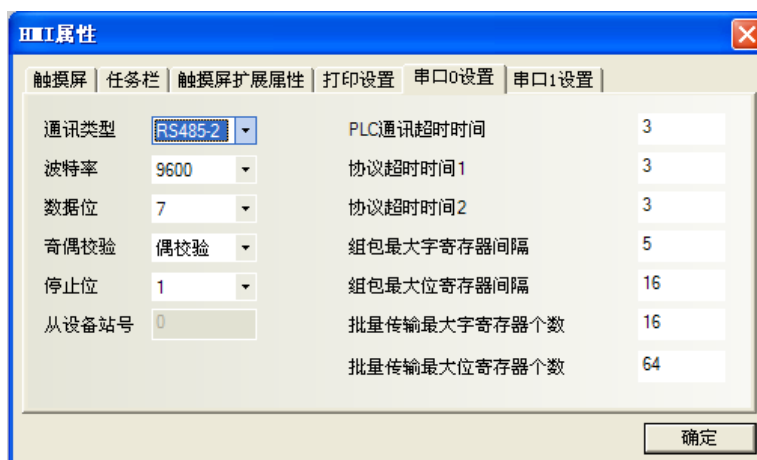 HMI属性
触摸屏 任务栏 触摸屏扩展属性 打印设置 串口0设置 串口1设置
通讯类型 RS485-2 PLC通讯超时时间 3
波特率 9600 协议超时时间1 3
数据位 7 协议超时时间2 3
奇偶校验 偶校验 组包最大字寄存器间隔 5
停止位 1 组包最大位寄存器间隔 16
从设备站号 0 批量传输最大字寄存器个数 16
批量传输最大位寄存器个数 64
确定